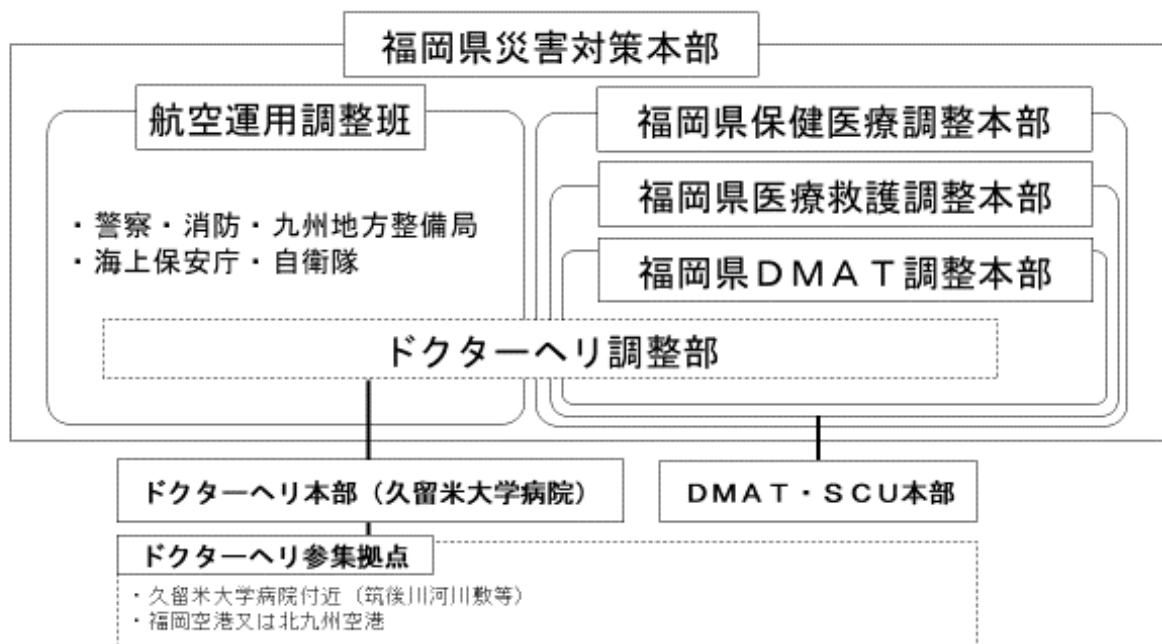 福岡県災害対策本部
航空運用調整班
・警察・消防・九州地方整備局
・海上保安庁・自衛隊
福岡県保健医療調整本部
福岡県医療救護調整本部
福岡県DMAT調整本部
ドクターヘリ調整部
ドクターヘリ本部（久留米大学病院）
DMAT・SCU本部
ドクターヘリ参集拠点
・久留米大学病院付近（筑後川河川敷等）
・福岡空港又は北九州空港